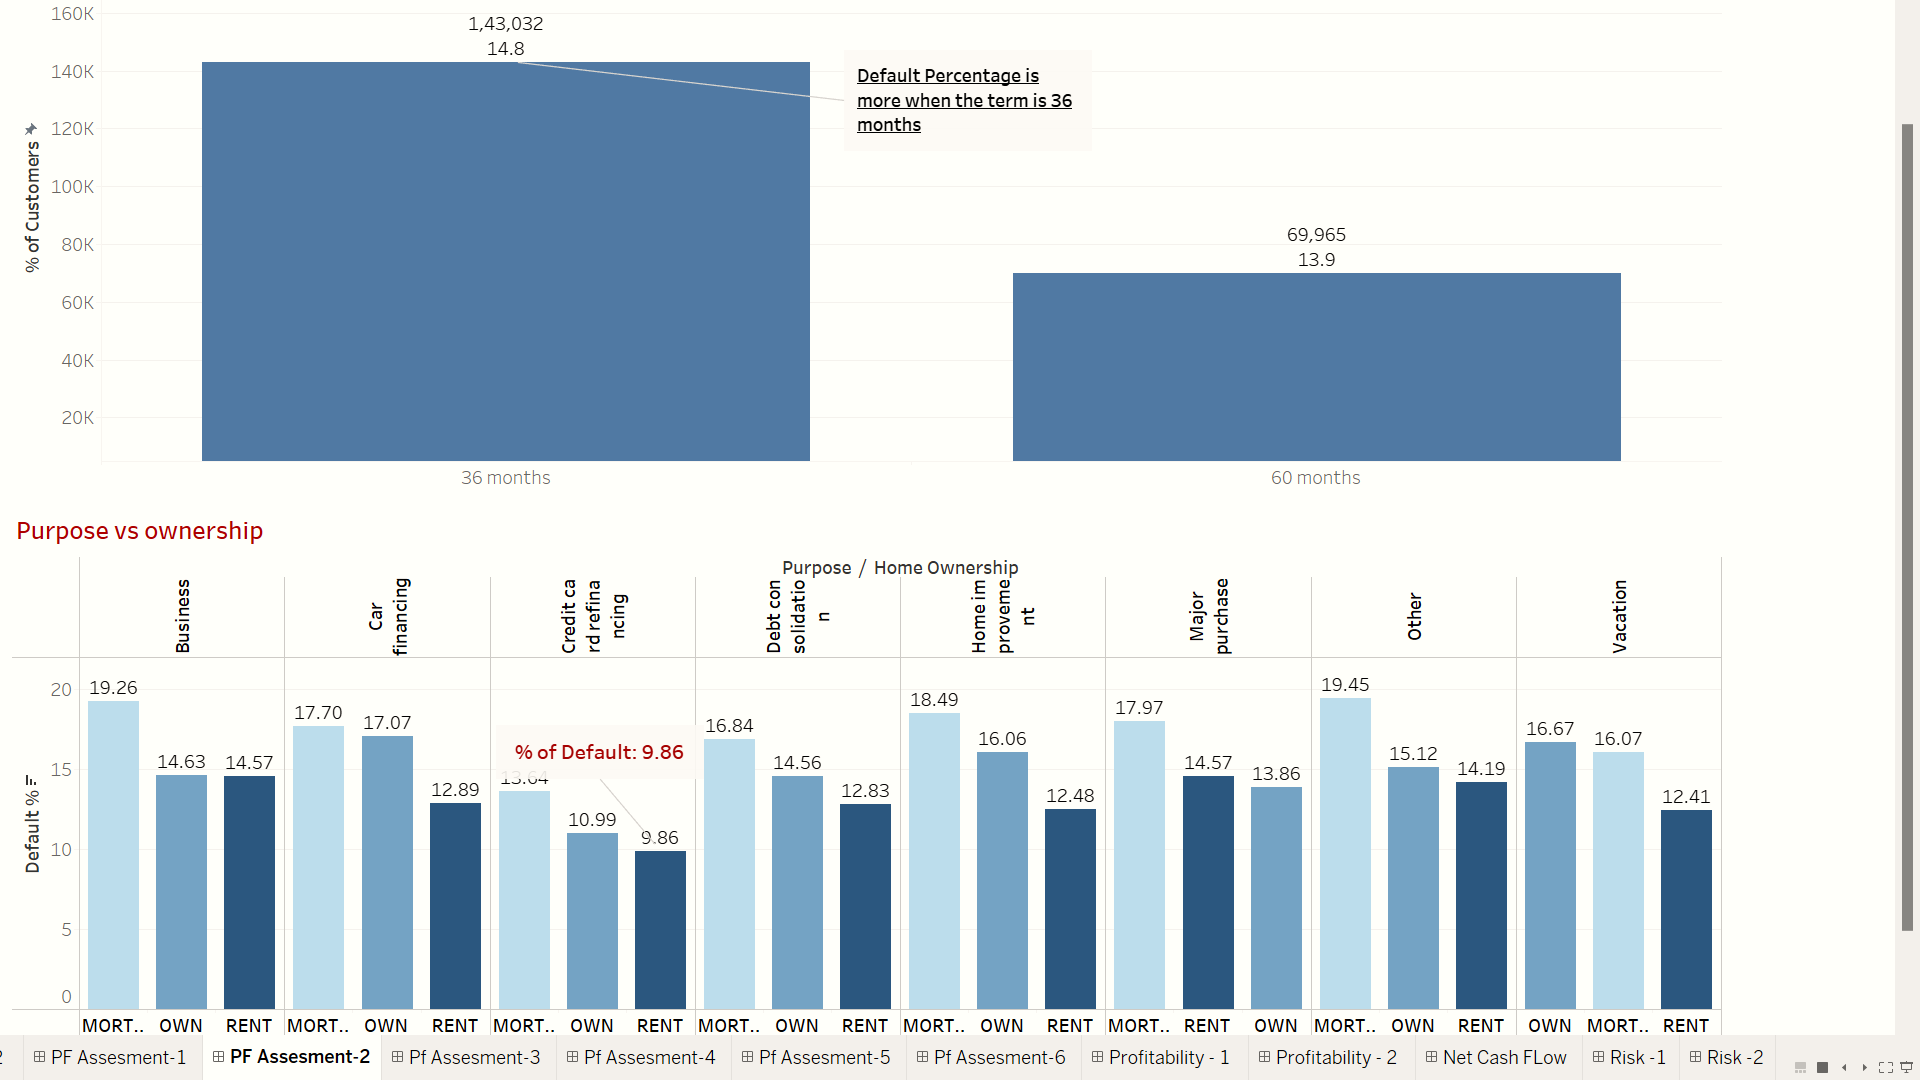 160K
1,43,032
14.8
140K
Default Percentage is
more when the term is 36
months
120K
100K
% of Customers
80K
69,965
13.9
60K
40K
20K
36 months
60 months
Purpose vs ownership
Purpose / Home Ownership
Business
Car
financing
Credit ca
rd refina
ncing
Debt con
solidatio
n
Home im
proveme
nt
Major
purchase
Other
Vacation
Default %
20
15
10
5
0
19.26
14.63
14.57
17.70
17.07
12.89
% of Default: 9.86
13.64
10.99
9.86
16.84
14.56
12.83
18.49
16.06
12.48
17.97
14.57
13.86
19.45
15.12
14.19
16.67
16.07
12.41
MORT.. OWN RENT MORT.. OWN RENT MORT.. OWN RENT MORT.. OWN RENT MORT.. OWN RENT MORT.. RENT OWN MORT.. OWN RENT OWN MORT.. RENT
PF Assesment-1 PF Assesment-2 Pf Assesment-3 Pf Assesment-4 Pf Assesment-5 Pf Assesment-6 Profitability - 1 Profitability - 2 Net Cash FLow Risk -1 Risk -2